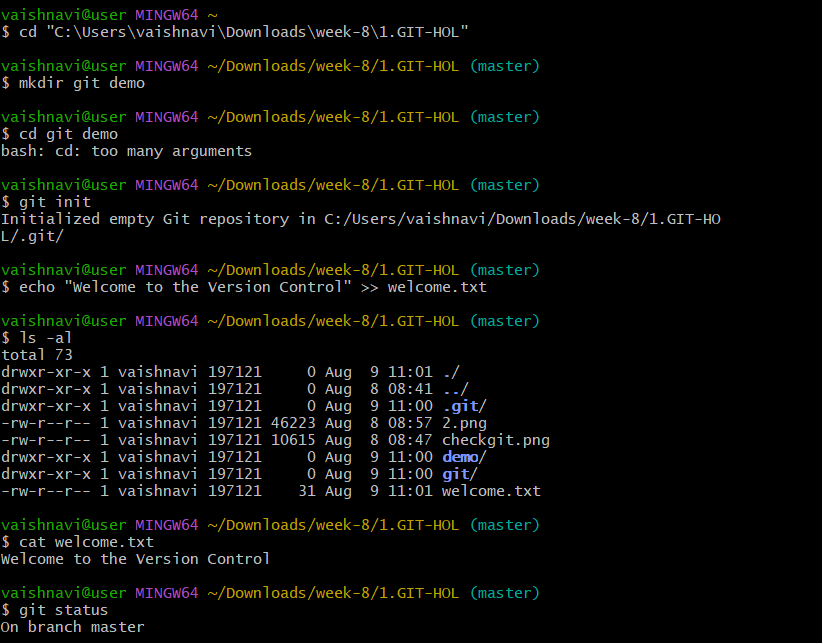 vaishnavi@user MINGW64 ~
$ cd "C:\Users\vaishnavi\Downloads\week-8\1.GIT-HOL"
vaishnavi@user MINGW64 ~/Downloads/week-8/1.GIT-HOL (master)
$ mkdir git demo
vaishnavi@user MINGW64 ~/Downloads/week-8/1.GIT-HOL (master)
$ cd git demo
bash: cd: too many arguments
vaishnavi@user MINGW64 ~/Downloads/week-8/1.GIT-HOL (master)
$ git init
Initialized empty Git repository in C:/Users/vaishnavi/Downloads/week-8/1.GIT-HO
L/.git/
vaishnavi@user MINGW64 ~/Downloads/week-8/1.GIT-HOL (master)
$ echo "Welcome to the Version Control" >> welcome.txt
vaishnavi@user MINGW64 ~/Downloads/week-8/1.GIT-HOL (master)
$ ls -al
total 73
drwxr-xr-x 1 vaishnavi 197121     0 Aug  9 11:01 ./
drwxr-xr-x 1 vaishnavi 197121     0 Aug  8 08:41 ../
drwxr-xr-x 1 vaishnavi 197121     0 Aug  9 11:00 .git/
-rw-r--r-- 1 vaishnavi 197121 46223 Aug  8 08:57 2.png
-rw-r--r-- 1 vaishnavi 197121 10615 Aug  8 08:47 checkgit.png
drwxr-xr-x 1 vaishnavi 197121     0 Aug  9 11:00 demo/
drwxr-xr-x 1 vaishnavi 197121     0 Aug  9 11:00 git/
-rw-r--r-- 1 vaishnavi 197121    31 Aug  9 11:01 welcome.txt
vaishnavi@user MINGW64 ~/Downloads/week-8/1.GIT-HOL (master)
$ cat welcome.txt
Welcome to the Version Control
vaishnavi@user MINGW64 ~/Downloads/week-8/1.GIT-HOL (master)
$ git status
On branch master